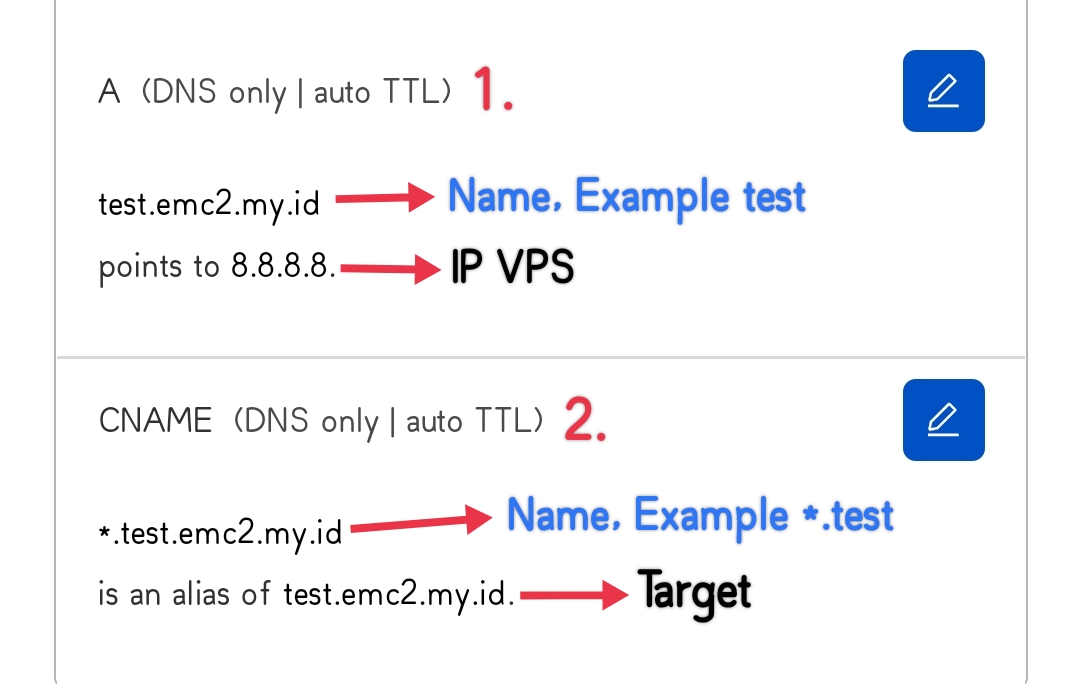 A (DNS only | auto TTL) 1.
test.emc2.my.id Name, Example test
points to 8.8.8.8. IP VPS
CNAME (DNS only | auto TTL) 2.
*.test.emc2.my.id Name, Example *.test
is an alias of test.emc2.my.id. Target